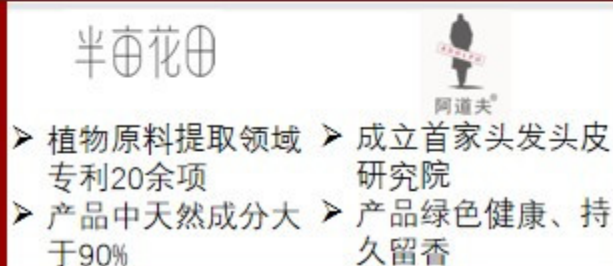 半亩花田
阿道夫®
植物原料提取领域
专利20余项
产品中天然成分大
于90%
成立首家头发头皮
研究院
产品绿色健康、持
久留香